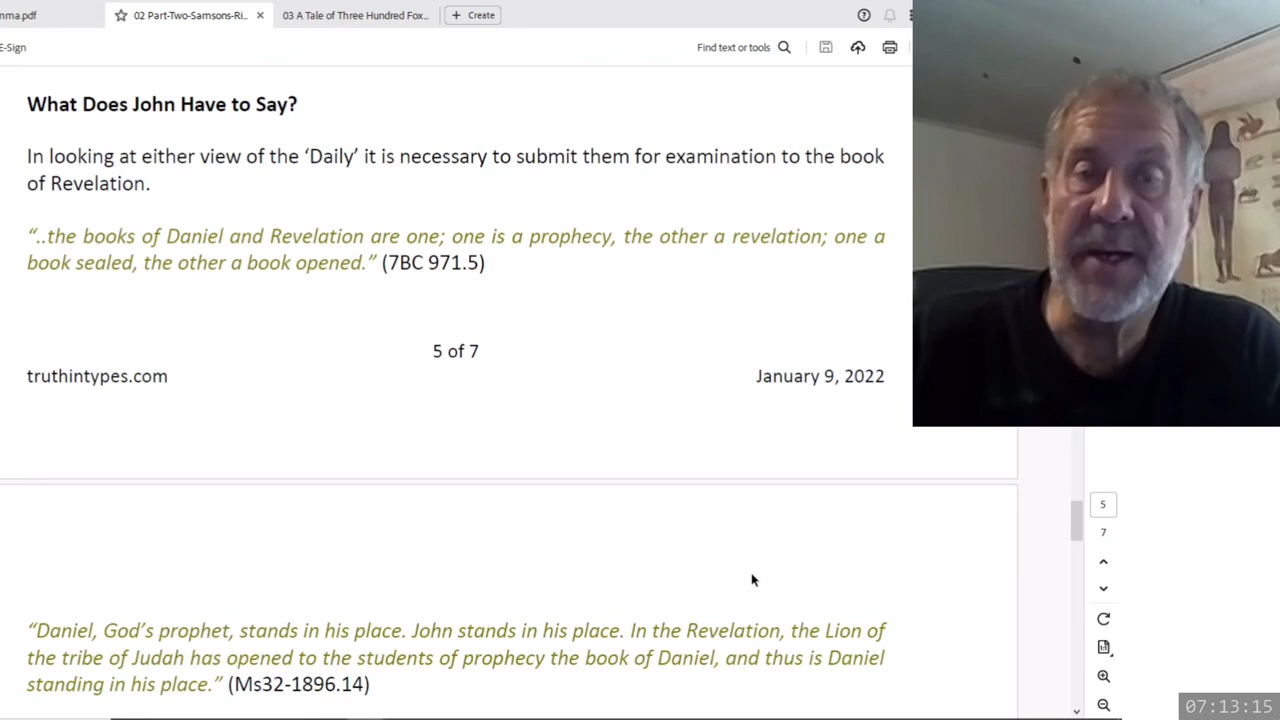 mma.pdf
02 Part-Two-Samsons-Ri...
03 A Tale of Three Hundred Fox...
Create
E-Sign
Find text or tools
What Does John Have to Say?
In looking at either view of the ‘Daily’ it is necessary to submit them for examination to the book
of Revelation.
“..the books of Daniel and Revelation are one; one is a prophecy, the other a revelation; one a
book sealed, the other a book opened.” (7BC 971.5)
5 of 7
truthintypes.com
January 9, 2022
5
7
“Daniel, God’s prophet, stands in his place. John stands in his place. In the Revelation, the Lion of
the tribe of Judah has opened to the students of prophecy the book of Daniel, and thus is Daniel
standing in his place.” (Ms32-1896.14)
07:13:15